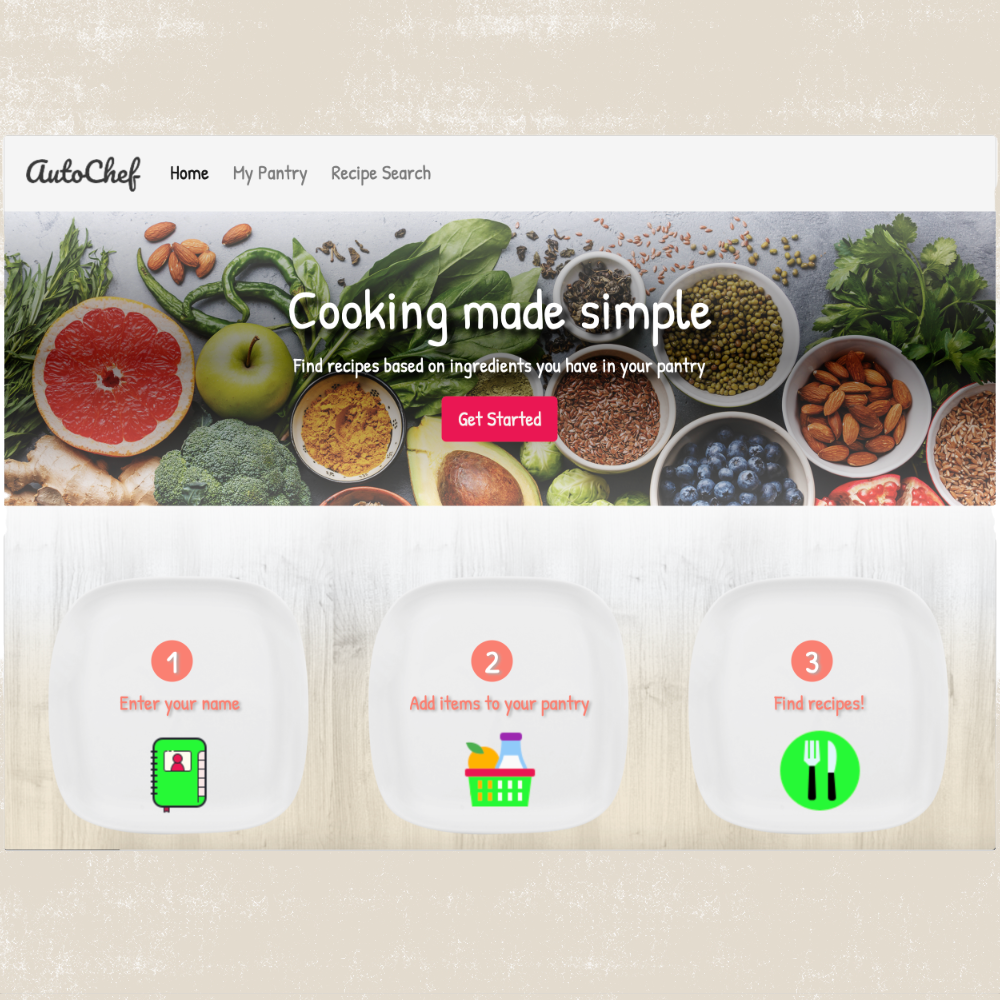 AutoChef Home My Pantry Recipe Search
Cooking made simple
Find recipes based on ingredients you have in your pantry
Get Started
1
Enter your name
2
Add items to your pantry
3
Find recipes!